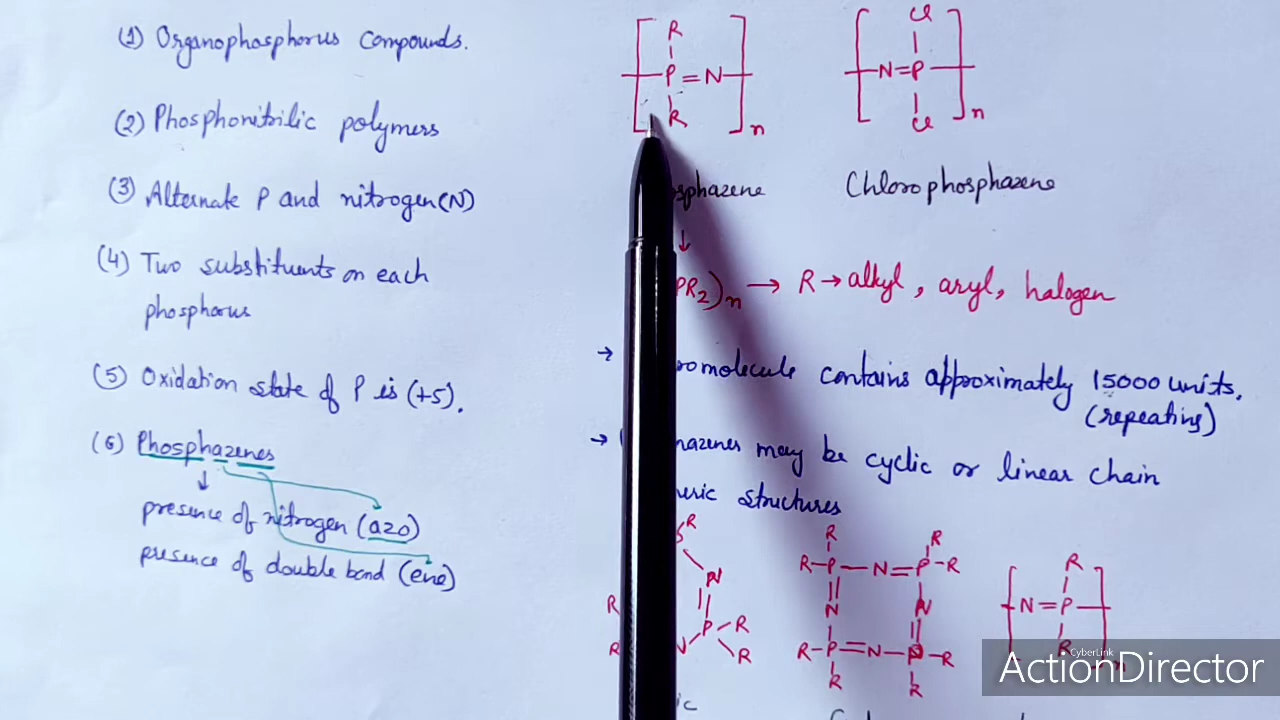 (1) Organophosphorus compounds.
(2) Phosphonitrilic polymers
(3) Alternate P and nitrogen(N)
(4) Two substituents on each
phosphorus
(5) Oxidation state of P is (+5).
(6) Phosphazenes
presence of nitrogen (azo)
presence of double bond (ene)
R
P=N
R
n
Cl
N=P
Cl
n
Chlorophosphazene
PR2)n → R → alkyl, aryl, halogen
→ contains approximately 15000 units.
(repeating)
→ may be cyclic or linear chain
structures
R
N
R P R
R R
R R
R-P-N=P-R
N N
R-P=N-P-R
R R
R
N=P
R
n
CyberLink
ActionDirector